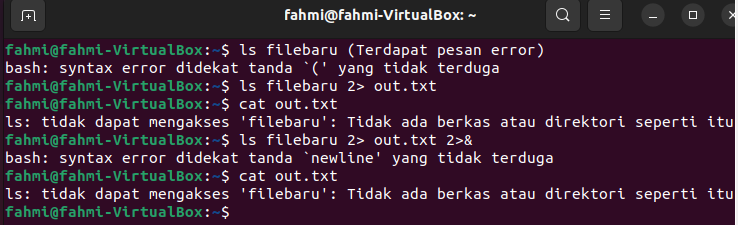 fahmi@fahmi-VirtualBox: ~
fahmi@fahmi-VirtualBox:~$ ls filebaru (Terdapat pesan error)
bash: syntax error didekat tanda `(' yang tidak terduga
fahmi@fahmi-VirtualBox:~$ ls filebaru 2> out.txt
fahmi@fahmi-VirtualBox:~$ cat out.txt
ls: tidak dapat mengakses 'filebaru': Tidak ada berkas atau direktori seperti itu
fahmi@fahmi-VirtualBox:~$ ls filebaru 2> out.txt 2>&
bash: syntax error didekat tanda `newline' yang tidak terduga
fahmi@fahmi-VirtualBox:~$ cat out.txt
ls: tidak dapat mengakses 'filebaru': Tidak ada berkas atau direktori seperti itu
fahmi@fahmi-VirtualBox:~$